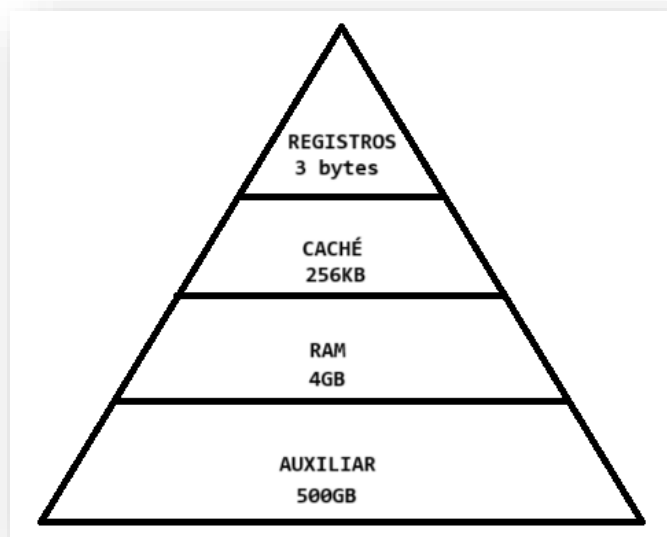 REGISTROS
3 bytes
CACHÉ
256KB
RAM
4GB
AUXILIAR
500GB